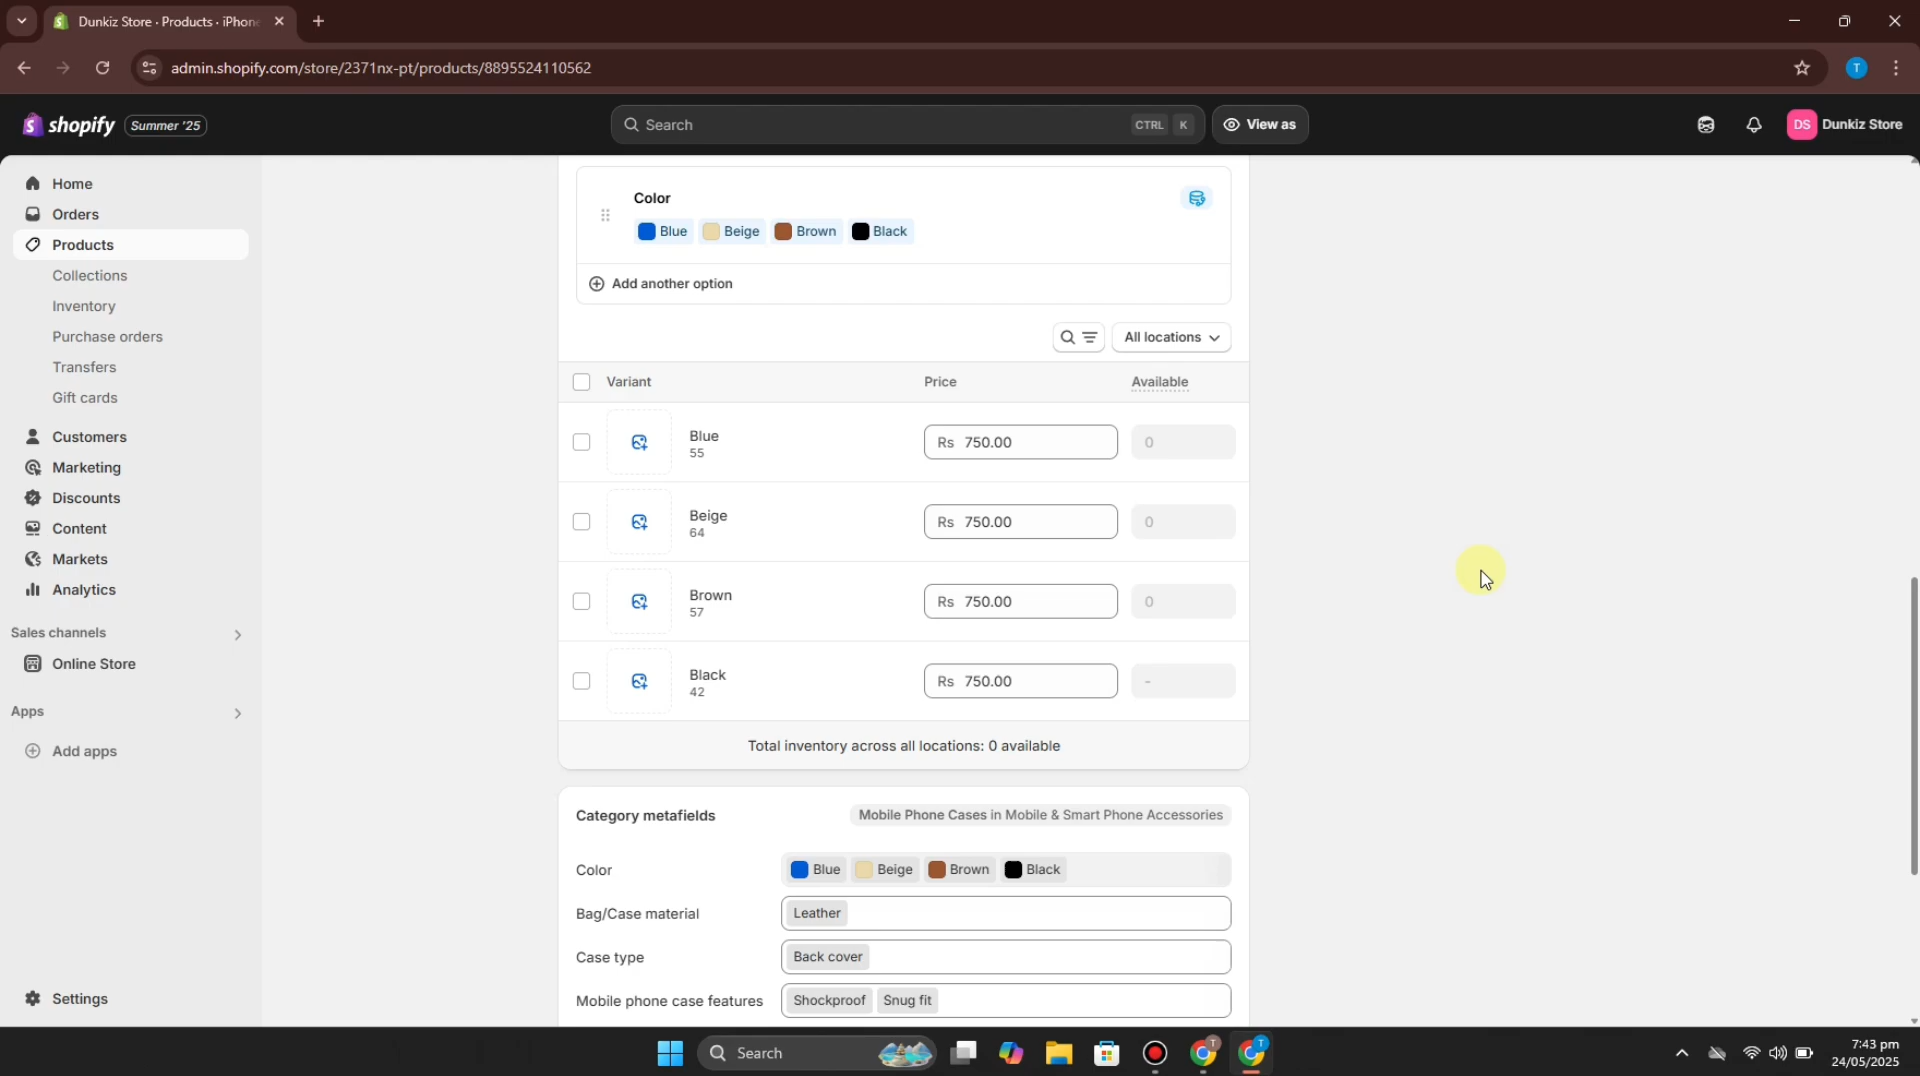 Dunkiz Store · Products · iPhone
admin.shopify.com/store/2371nx-pt/products/8895524110562
T
shopify
Summer '25
Search
CTRL K
View as
DS
Dunkiz Store
Home
Orders
Products
Collections
Inventory
Purchase orders
Transfers
Gift cards
Customers
Marketing
Discounts
Content
Markets
Analytics
Sales channels
Online Store
Apps
Add apps
Settings
Color
Blue Beige Brown Black
Add another option
All locations
Variant Price Available
Blue
55
Rs 750.00
0
Beige
64
Rs 750.00
0
Brown
57
Rs 750.00
0
Black
42
Rs 750.00
-
Total inventory across all locations: 0 available
Category metafields
Mobile Phone Cases in Mobile & Smart Phone Accessories
Color Blue Beige Brown Black
Bag/Case material Leather
Case type Back cover
Mobile phone case features Shockproof Snug fit
Search
T
T
7:43 pm
24/05/2025